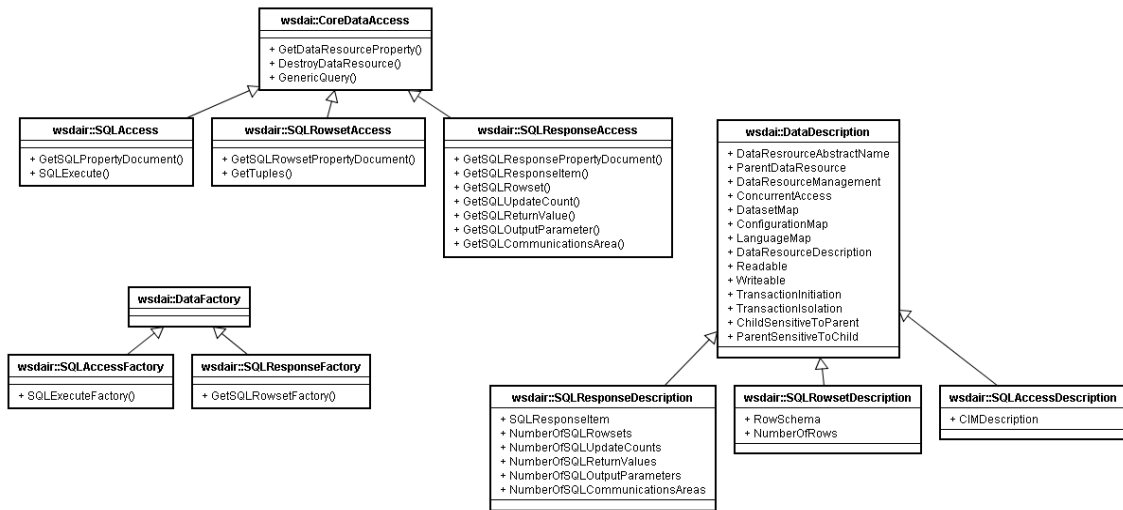 wsdai::CoreDataAccess
+ GetDataResourceProperty()
+ DestroyDataResource()
+ GenericQuery()
wsdair::SQLAccess
+ GetSQLPropertyDocument()
+ SQLExecute()
wsdair::SQLRowsetAccess
+ GetSQLRowsetPropertyDocument()
+ GetTuples()
wsdair::SQLResponseAccess
+ GetSQLResponsePropertyDocument()
+ GetSQLResponseItem()
+ GetSQLRowset()
+ GetSQLUpdateCount()
+ GetSQLReturnValue()
+ GetSQLOutputParameter()
+ GetSQLCommunicationsArea()
wsdai::DataDescription
+ DataResrourceAbstractName
+ ParentDataResource
+ DataResourceManagement
+ ConcurrentAccess
+ DatasetMap
+ ConfigurationMap
+ LanguageMap
+ DataResourceDescription
+ Readable
+ Writeable
+ TransactionInitiation
+ TransactionIsolation
+ ChildSensitiveToParent
+ ParentSensitiveToChild
wsdai::DataFactory
wsdair::SQLAccessFactory
+ SQLExecuteFactory()
wsdair::SQLResponseFactory
+ GetSQLRowsetFactory()
wsdair::SQLResponseDescription
+ SQLResponseItem
+ NumberOfSQLRowsets
+ NumberOfSQLUpdateCounts
+ NumberOfSQLReturnValues
+ NumberOfSQLOutputParameters
+ NumberOfSQLCommunicationsAreas
wsdair::SQLRowsetDescription
+ RowSchema
+ NumberOfRows
wsdair::SQLAccessDescription
+ CIMDescription